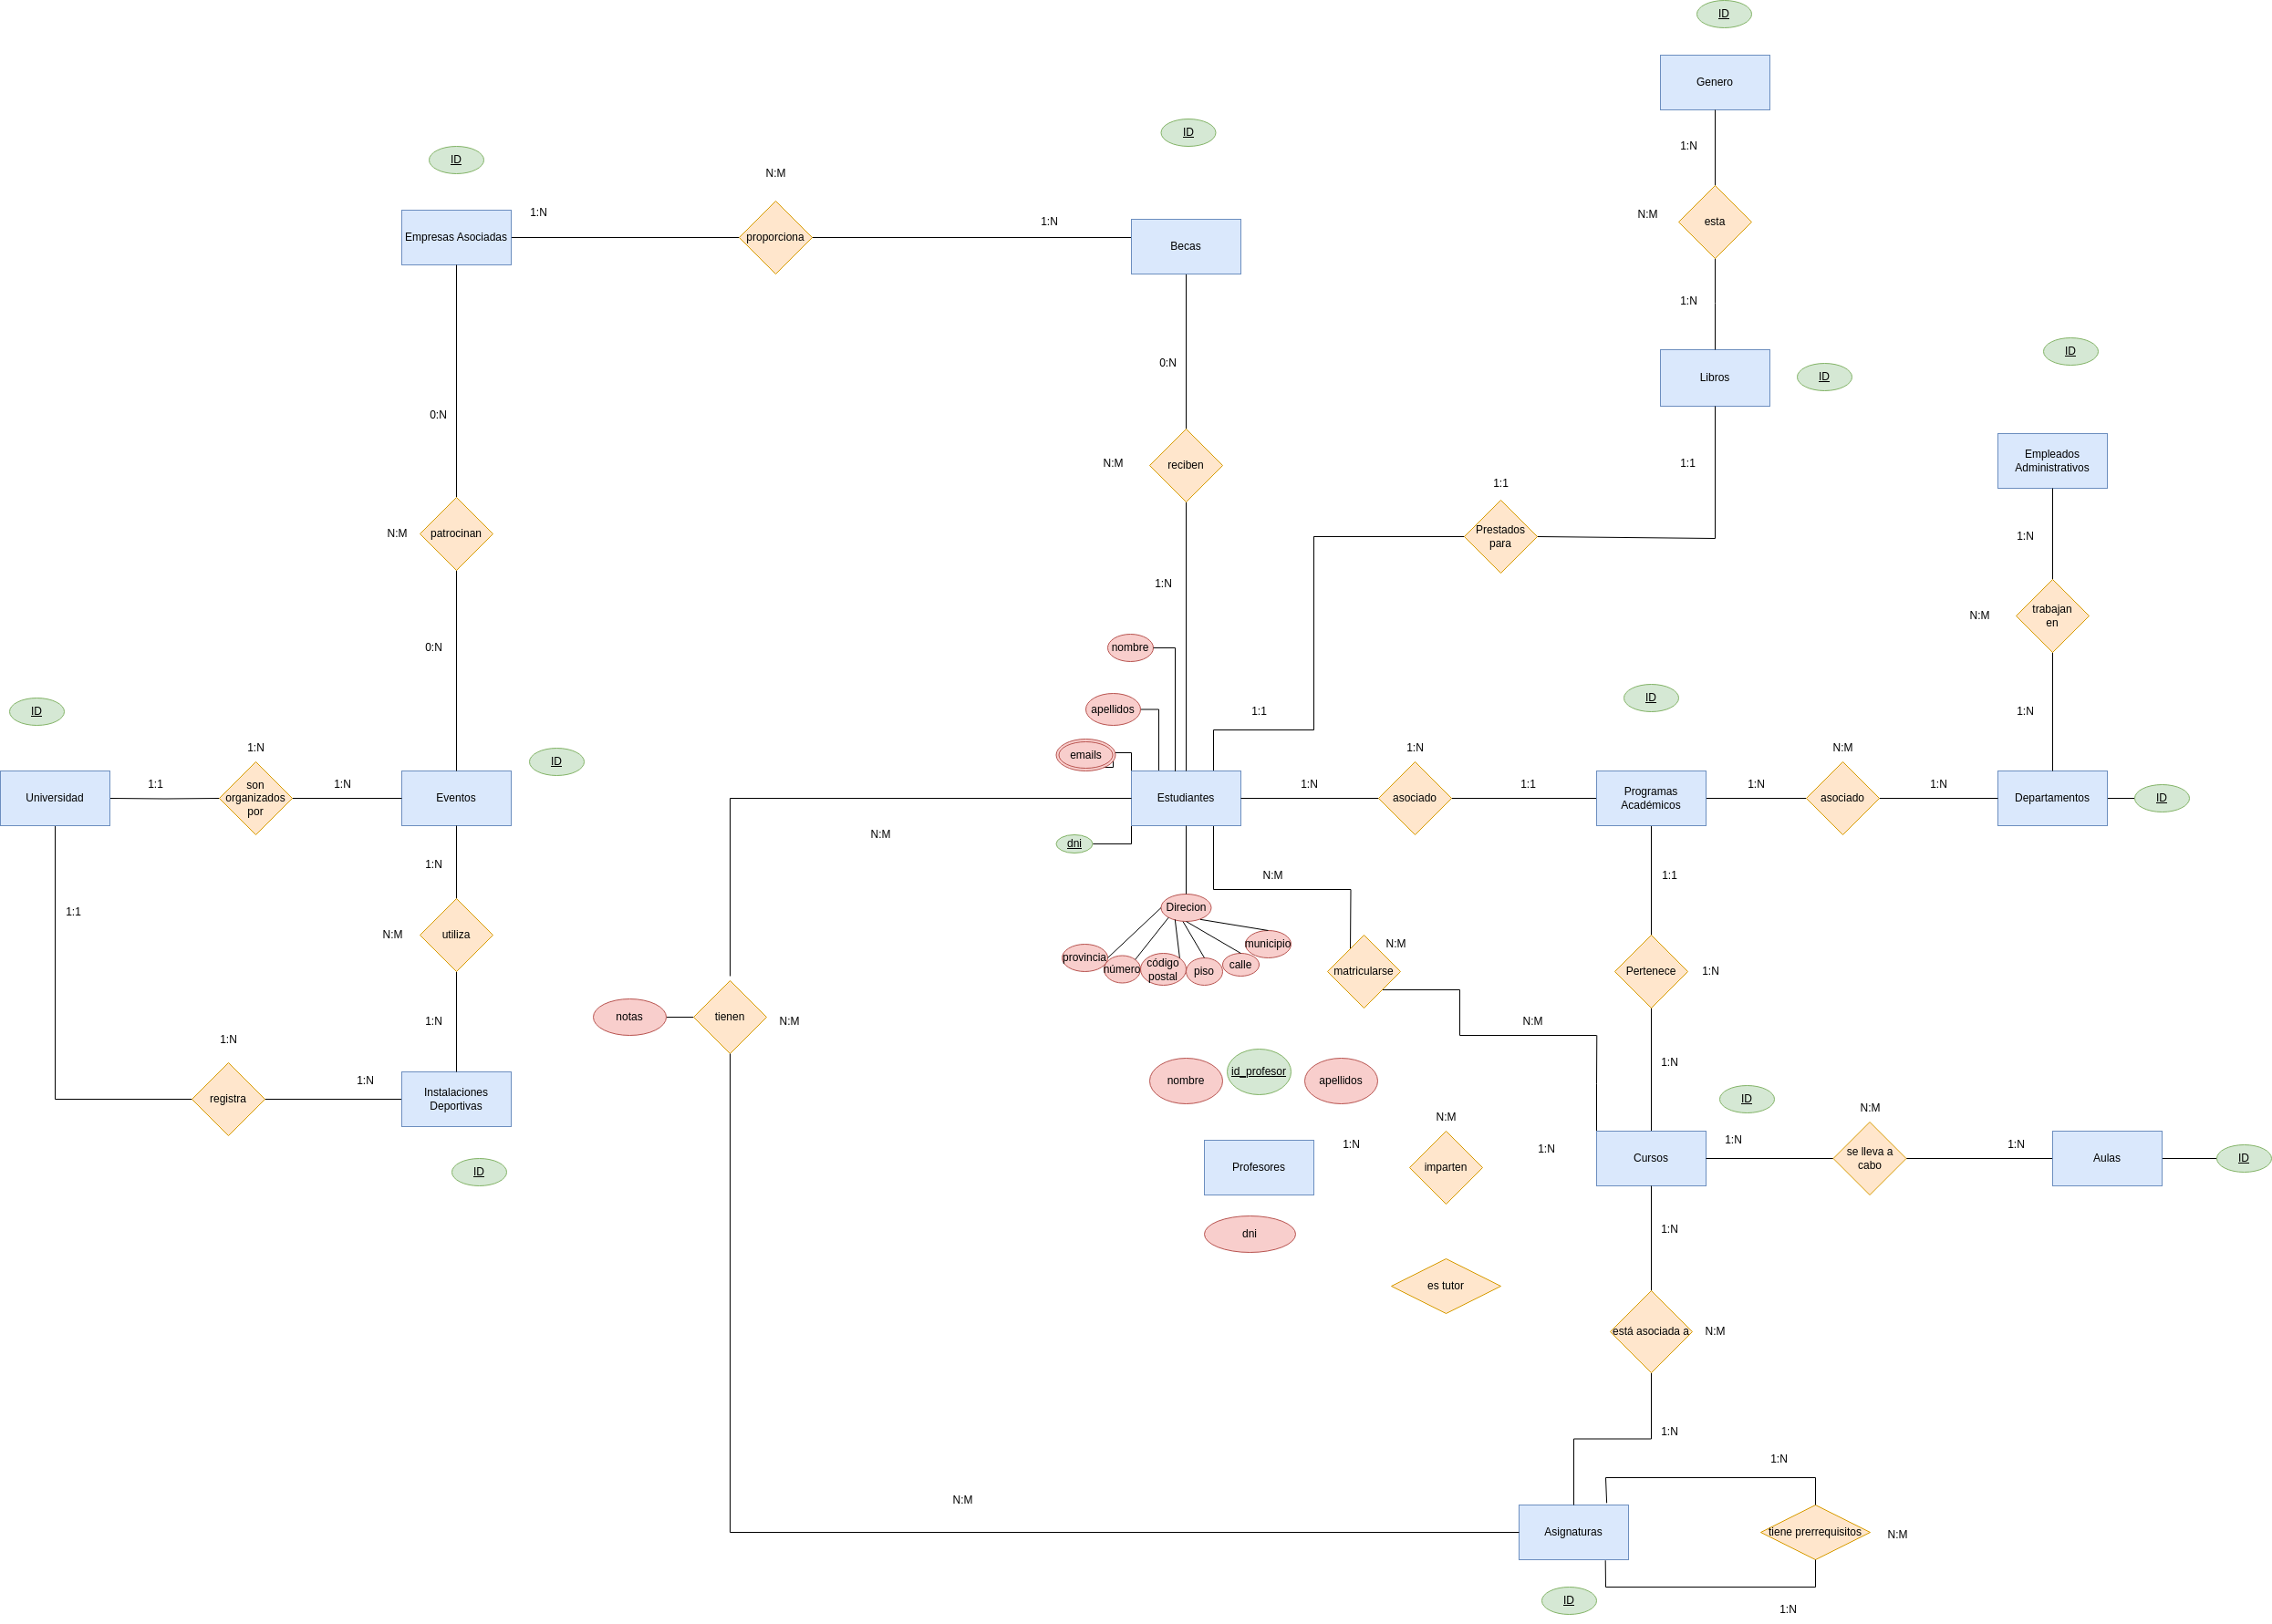 ID
Genero
ID
1:N
ID
N:M
Empresas Asociadas
1:N
proporciona
1:N
Becas
N:M
esta
1:N
ID
0:N
Libros
ID
0:N
Empleados
Administrativos
N:M
reciben
1:1
1:1
Prestados
para
N:M
patrocinan
1:N
1:N
N:M
trabajan
en
nombre
0:N
ID
ID
apellidos
1:1
1:N
1:N
ID
emails
1:N
N:M
Universidad
1:1
son
organizados
por
1:N
Eventos
Estudiantes
1:N
asociado
1:1
Programas
Académicos
1:N
asociado
1:N
Departamentos
ID
N:M
dni
1:N
N:M
1:1
1:1
Direcion
N:M
utiliza
municipio
N:M
provincia
número
código
postal
piso
calle
matricularse
Pertenece
1:N
notas
tienen
N:M
1:N
N:M
1:N
1:N
nombre
id_profesor
apellidos
1:N
registra
1:N
Instalaciones
Deportivas
ID
N:M
N:M
1:N
1:N
1:N
1:N
ID
Profesores
imparten
Cursos
se lleva a
cabo
Aulas
ID
dni
1:N
es tutor
está asociada a
N:M
1:N
1:N
N:M
Asignaturas
tiene prerrequisitos
N:M
ID
1:N